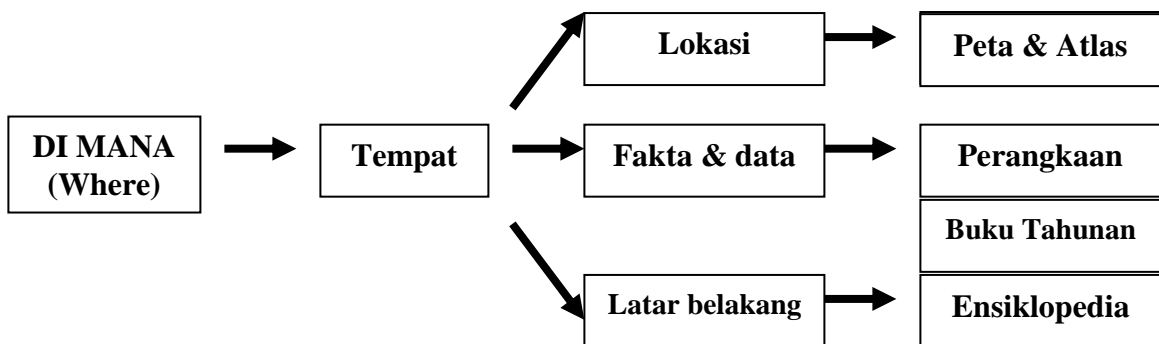 DI MANA
(Where)
Tempat
Lokasi
Peta & Atlas
Fakta & data
Perangkaan
Buku Tahunan
Latar belakang
Ensiklopedia